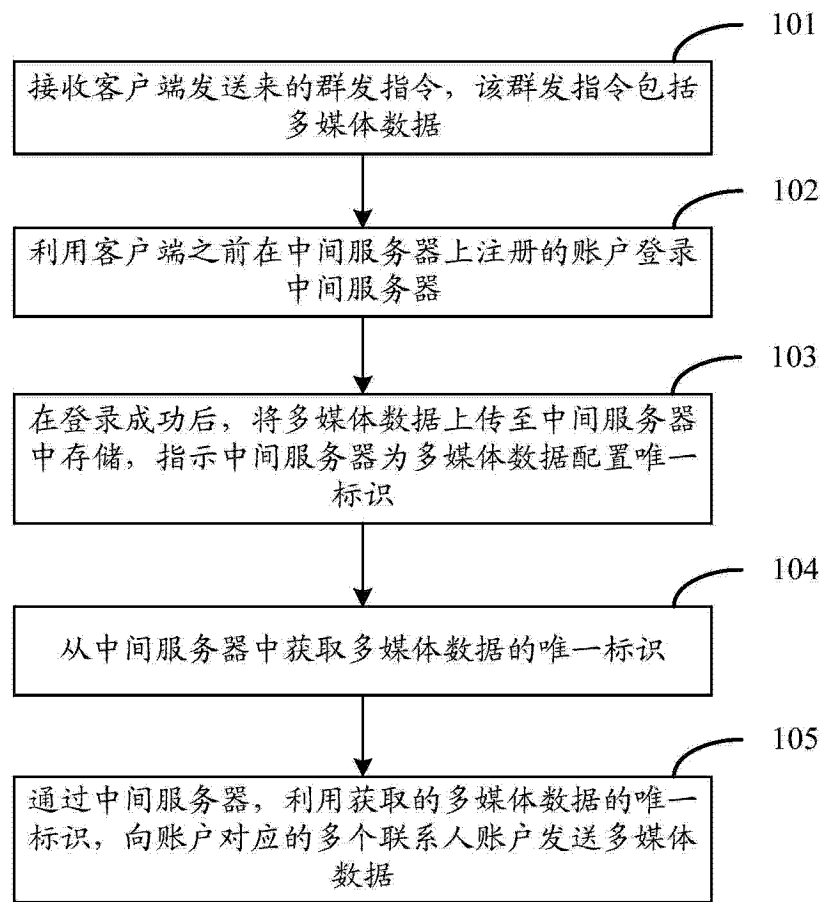 101
接收客户端发送来的群发指令，该群发指令包括
多媒体数据
102
利用客户端之前在中间服务器上注册的账户登录
中间服务器
103
在登录成功后，将多媒体数据上传至中间服务器
中存储，指示中间服务器为多媒体数据配置唯一
标识
104
从中间服务器中获取多媒体数据的唯一标识
105
通过中间服务器，利用获取的多媒体数据的唯一
标识，向账户对应的多个联系人账户发送多媒体
数据